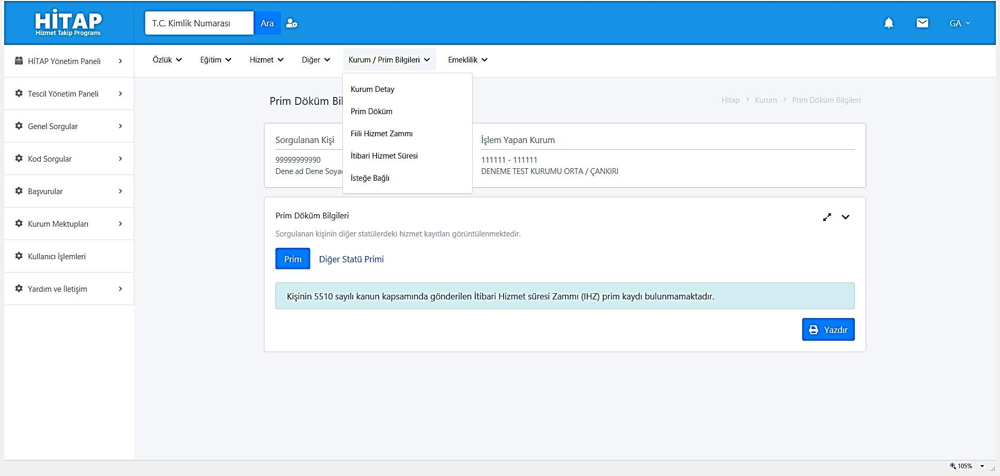 HİTAP
Hizmet Takip Programı
T.C. Kimlik Numarası
Ara
GA
HİTAP Yönetim Paneli
Tescil Yönetim Paneli
Genel Sorgular
Kod Sorgular
Başvurular
Kurum Mektupları
Kullanıcı İşlemleri
Yardım ve İletişim
Özlük
Eğitim
Hizmet
Diğer
Kurum / Prim Bilgileri
Emeklilik
Kurum Detay
Prim Döküm
Fiili Hizmet Zammı
İtibari Hizmet Süresi
İsteğe Bağlı
Prim Döküm Bil
Hitap > Kurum > Prim Döküm Bilgileri
Sorgulanan Kişi
99999999990
Dene ad Dene Soyad
İşlem Yapan Kurum
111111 - 111111
DENEME TEST KURUMU ORTA / ÇANKIRI
Prim Döküm Bilgileri
Sorgulanan kişinin diğer statülerdeki hizmet kayıtları görüntülenmektedir.
Prim
Diğer Statü Primi
Kişinin 5510 sayılı kanun kapsamında gönderilen İtibari Hizmet süresi Zammı (IHZ) prim kaydı bulunmamaktadır.
Yazdır
105%